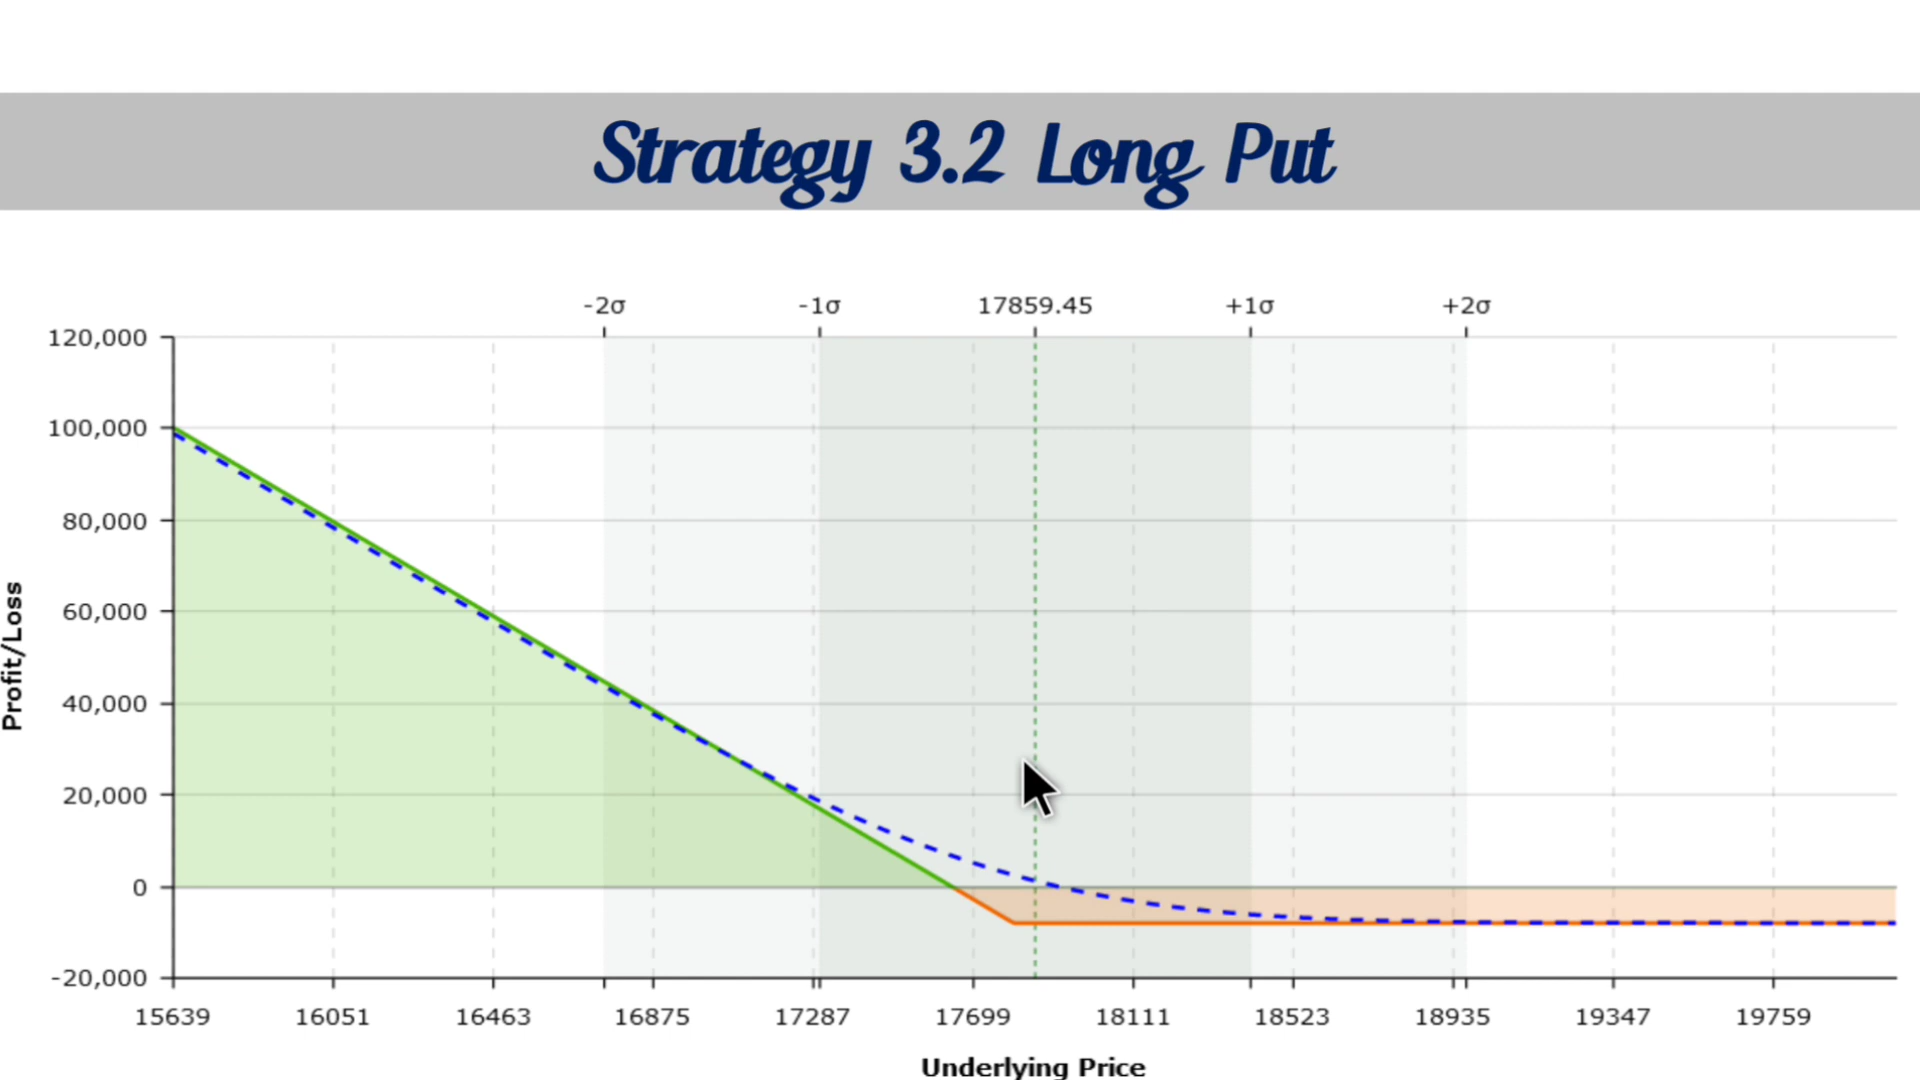 Strategy 3.2 Long Put
-2σ -1σ 17859.45 +1σ +2σ
120,000
100,000
80,000
60,000
40,000
20,000
0
-20,000
Profit/Loss
15639 16051 16463 16875 17287 17699 18111 18523 18935 19347 19759
Underlying Price